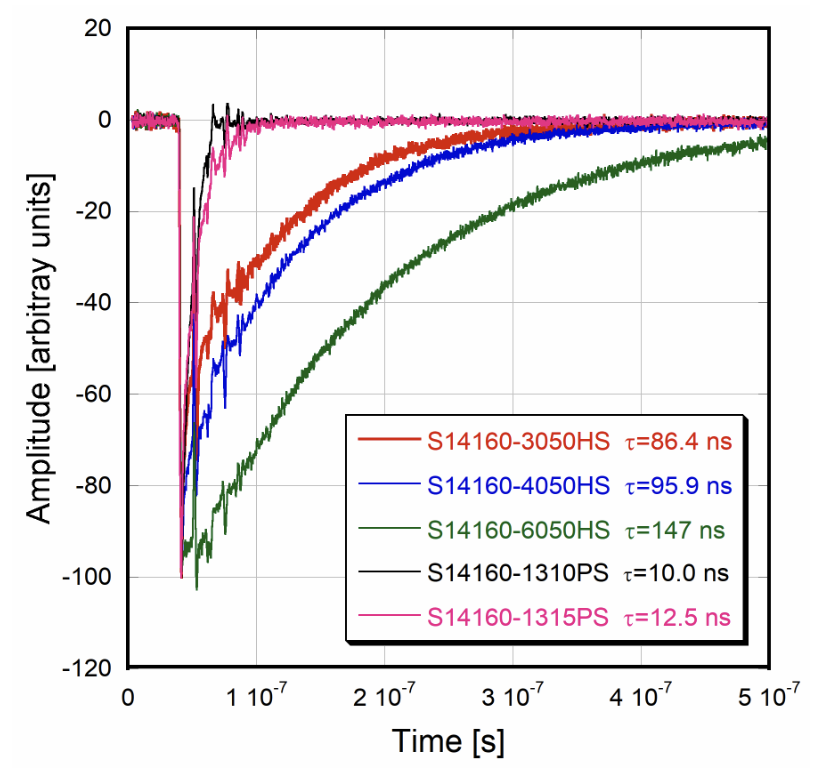 20
0
-20
-40
-60
-80
-100
-120
Amplitude [arbitray units]
S14160-3050HS τ=86.4 ns
S14160-4050HS τ=95.9 ns
S14160-6050HS τ=147 ns
S14160-1310PS τ=10.0 ns
S14160-1315PS τ=12.5 ns
0 1 10⁻⁷ 2 10⁻⁷ 3 10⁻⁷ 4 10⁻⁷ 5 10⁻⁷
Time [s]